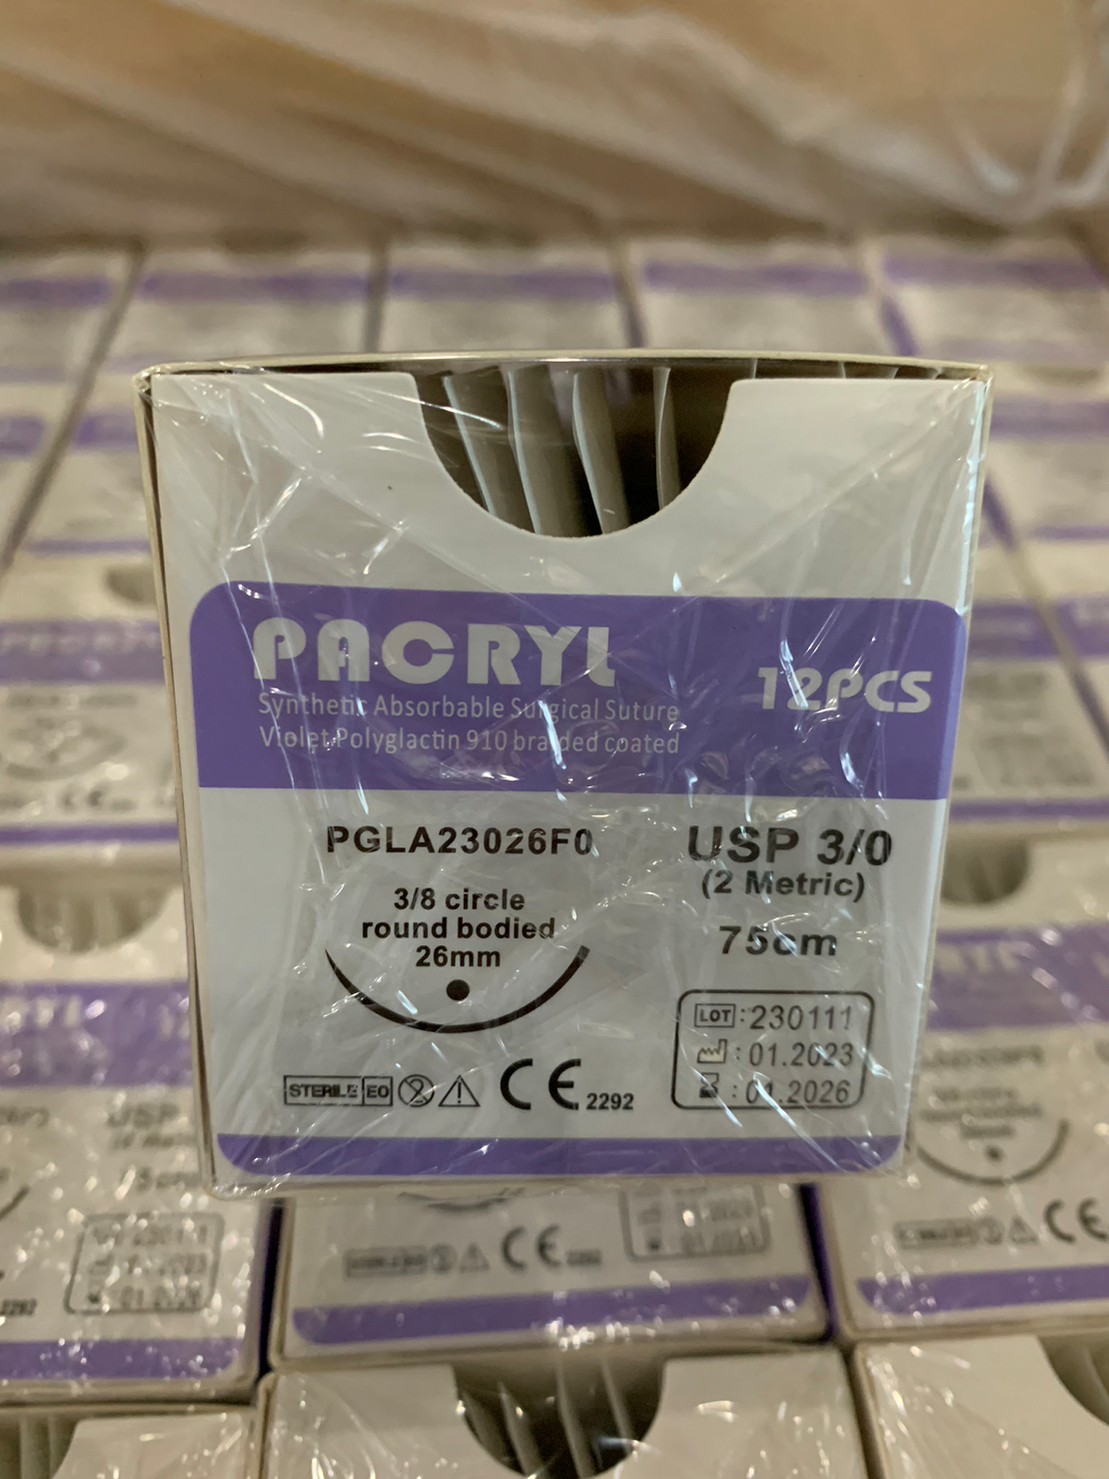 PACRYL
12PCS
Synthetic Absorbable Surgical Suture
Violet Polyglactin 910 braided coated
PGLA23026F0
USP 3/0
(2 Metric)
3/8 circle
round bodied
26mm
75cm
LOT:230111
: 01.2023
: 01.2026
STERILE EO
CE 2292